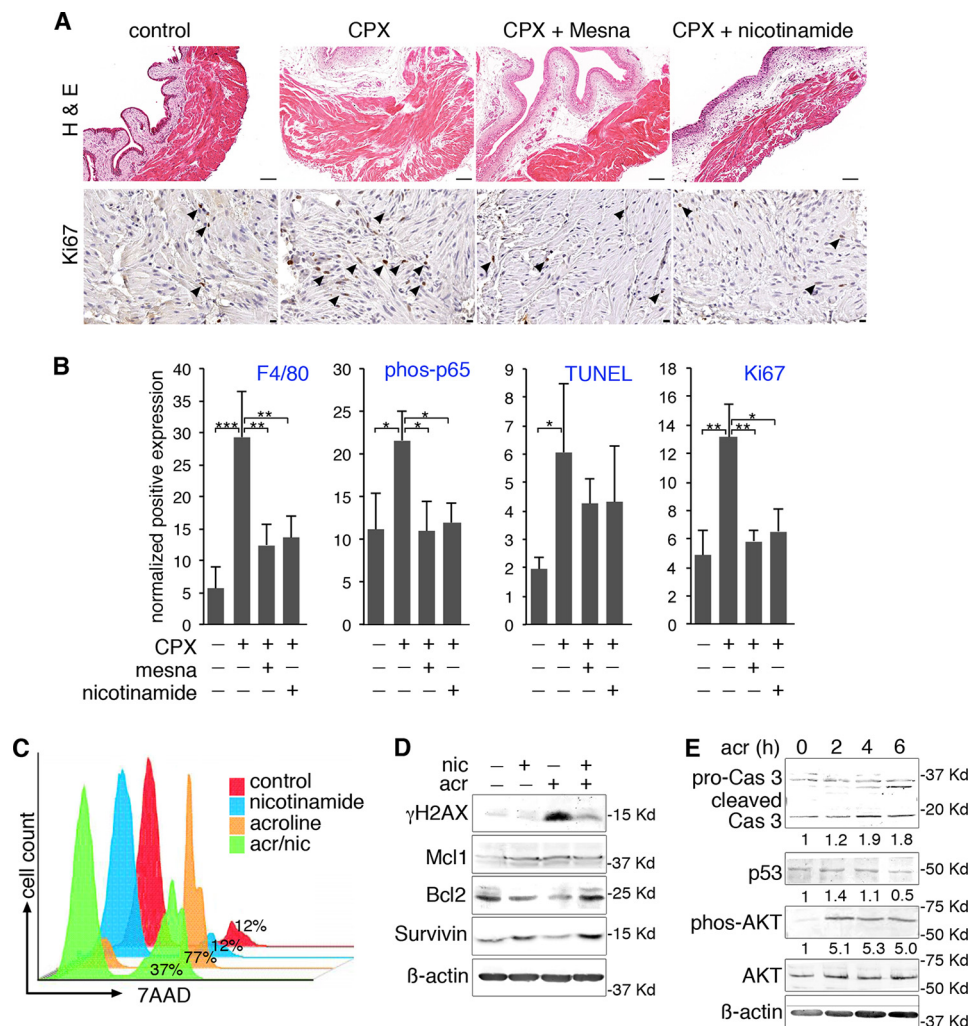 A
control CPX CPX + Mesna CPX + nicotinamide
H & E
Ki67
B
normalized positive expression
F4/80
40
35
30
25
20
15
10
5
0
*** ** **
phos-p65
30
25
20
15
10
5
0
* * *
TUNEL
9
8
7
6
5
4
3
2
1
0
*
Ki67
18
16
14
12
10
8
6
4
2
0
** ** *
CPX – + + + – + + + – + + + – + + +
mesna – – + – – – + – – – + – – – + –
nicotinamide – – – + – – – + – – – + – – – +
C
cell count
7AAD
control
nicotinamide
acroline
acr/nic
12%
12%
77%
37%
D
nic – + – +
acr – – + +
γH2AX -15 Kd
Mcl1 -37 Kd
Bcl2 -25 Kd
Survivin -15 Kd
ß-actin -37 Kd
E
acr (h) 0 2 4 6
pro-Cas 3 -37 Kd
cleaved
Cas 3 -20 Kd
1 1.2 1.9 1.8
p53 -50 Kd
1 1.4 1.1 0.5
phos-AKT -75 Kd
-50 Kd
1 5.1 5.3 5.0
AKT -75 Kd
-50 Kd
ß-actin -37 Kd